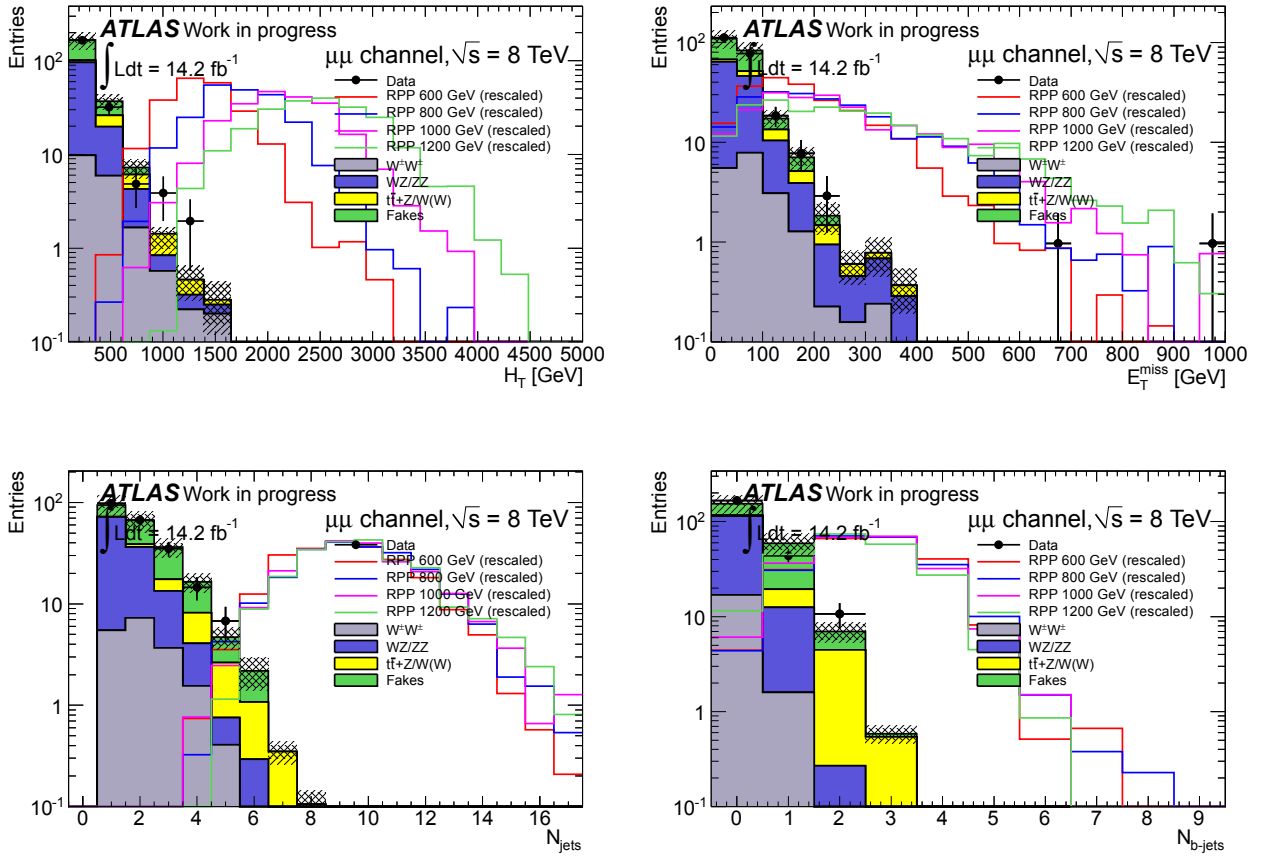 Entries
ATLAS Work in progress
μμ channel, √s = 8 TeV
∫ Ldt = 14.2 fb⁻¹
Data
RPP 600 GeV (rescaled)
RPP 800 GeV (rescaled)
RPP 1000 GeV (rescaled)
RPP 1200 GeV (rescaled)
W±W±
WZ/ZZ
tt̄+Z/W(W)
Fakes
10²
10
1
10⁻¹
500 1000 1500 2000 2500 3000 3500 4000 4500 5000
H_T [GeV]
Entries
ATLAS Work in progress
μμ channel, √s = 8 TeV
∫ Ldt = 14.2 fb⁻¹
Data
RPP 600 GeV (rescaled)
RPP 800 GeV (rescaled)
RPP 1000 GeV (rescaled)
RPP 1200 GeV (rescaled)
W±W±
WZ/ZZ
tt̄+Z/W(W)
Fakes
10²
10
1
10⁻¹
0 100 200 300 400 500 600 700 800 900 1000
E_T^miss [GeV]
Entries
ATLAS Work in progress
μμ channel, √s = 8 TeV
∫ Ldt = 14.2 fb⁻¹
Data
RPP 600 GeV (rescaled)
RPP 800 GeV (rescaled)
RPP 1000 GeV (rescaled)
RPP 1200 GeV (rescaled)
W±W±
WZ/ZZ
tt̄+Z/W(W)
Fakes
10²
10
1
10⁻¹
0 2 4 6 8 10 12 14 16
N_jets
Entries
ATLAS Work in progress
μμ channel, √s = 8 TeV
∫ Ldt = 14.2 fb⁻¹
Data
RPP 600 GeV (rescaled)
RPP 800 GeV (rescaled)
RPP 1000 GeV (rescaled)
RPP 1200 GeV (rescaled)
W±W±
WZ/ZZ
tt̄+Z/W(W)
Fakes
10²
10
1
10⁻¹
0 1 2 3 4 5 6 7 8 9
N_b-jets